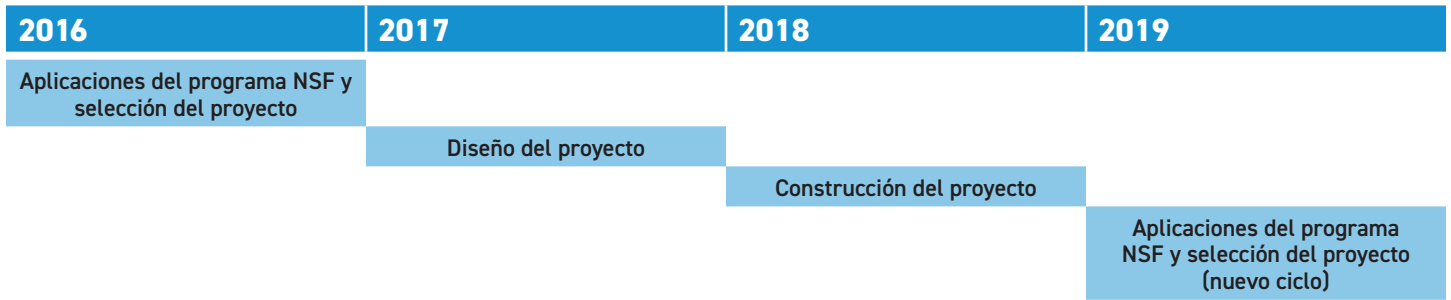 2016 2017 2018 2019
Aplicaciones del programa NSF y
selección del proyecto
Diseño del proyecto
Construcción del proyecto
Aplicaciones del programa
NSF y selección del proyecto
(nuevo ciclo)